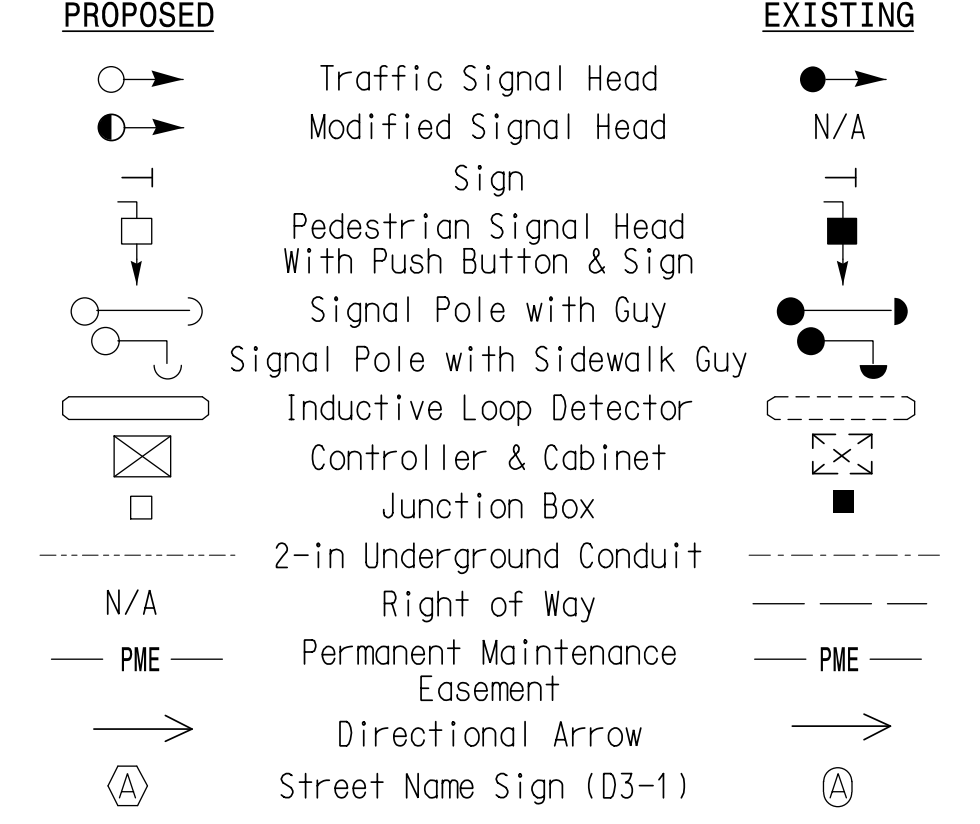 PROPOSED EXISTING
Traffic Signal Head
Modified Signal Head N/A
Sign
Pedestrian Signal Head
With Push Button & Sign
Signal Pole with Guy
Signal Pole with Sidewalk Guy
Inductive Loop Detector
Controller & Cabinet
Junction Box
2-in Underground Conduit
N/A Right of Way
PME Permanent Maintenance PME
Easement
Directional Arrow
A Street Name Sign (D3-1) A